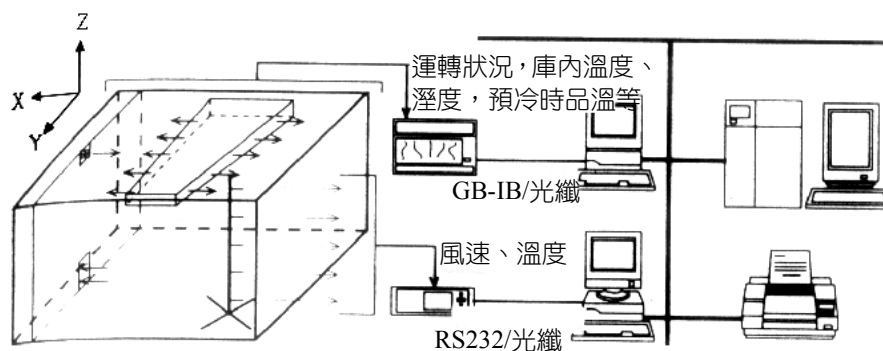 Z
X
Y
運轉狀況，庫內溫度、
溼度，預冷時品溫等
GB-IB/光纖
風速、溫度
RS232/光纖